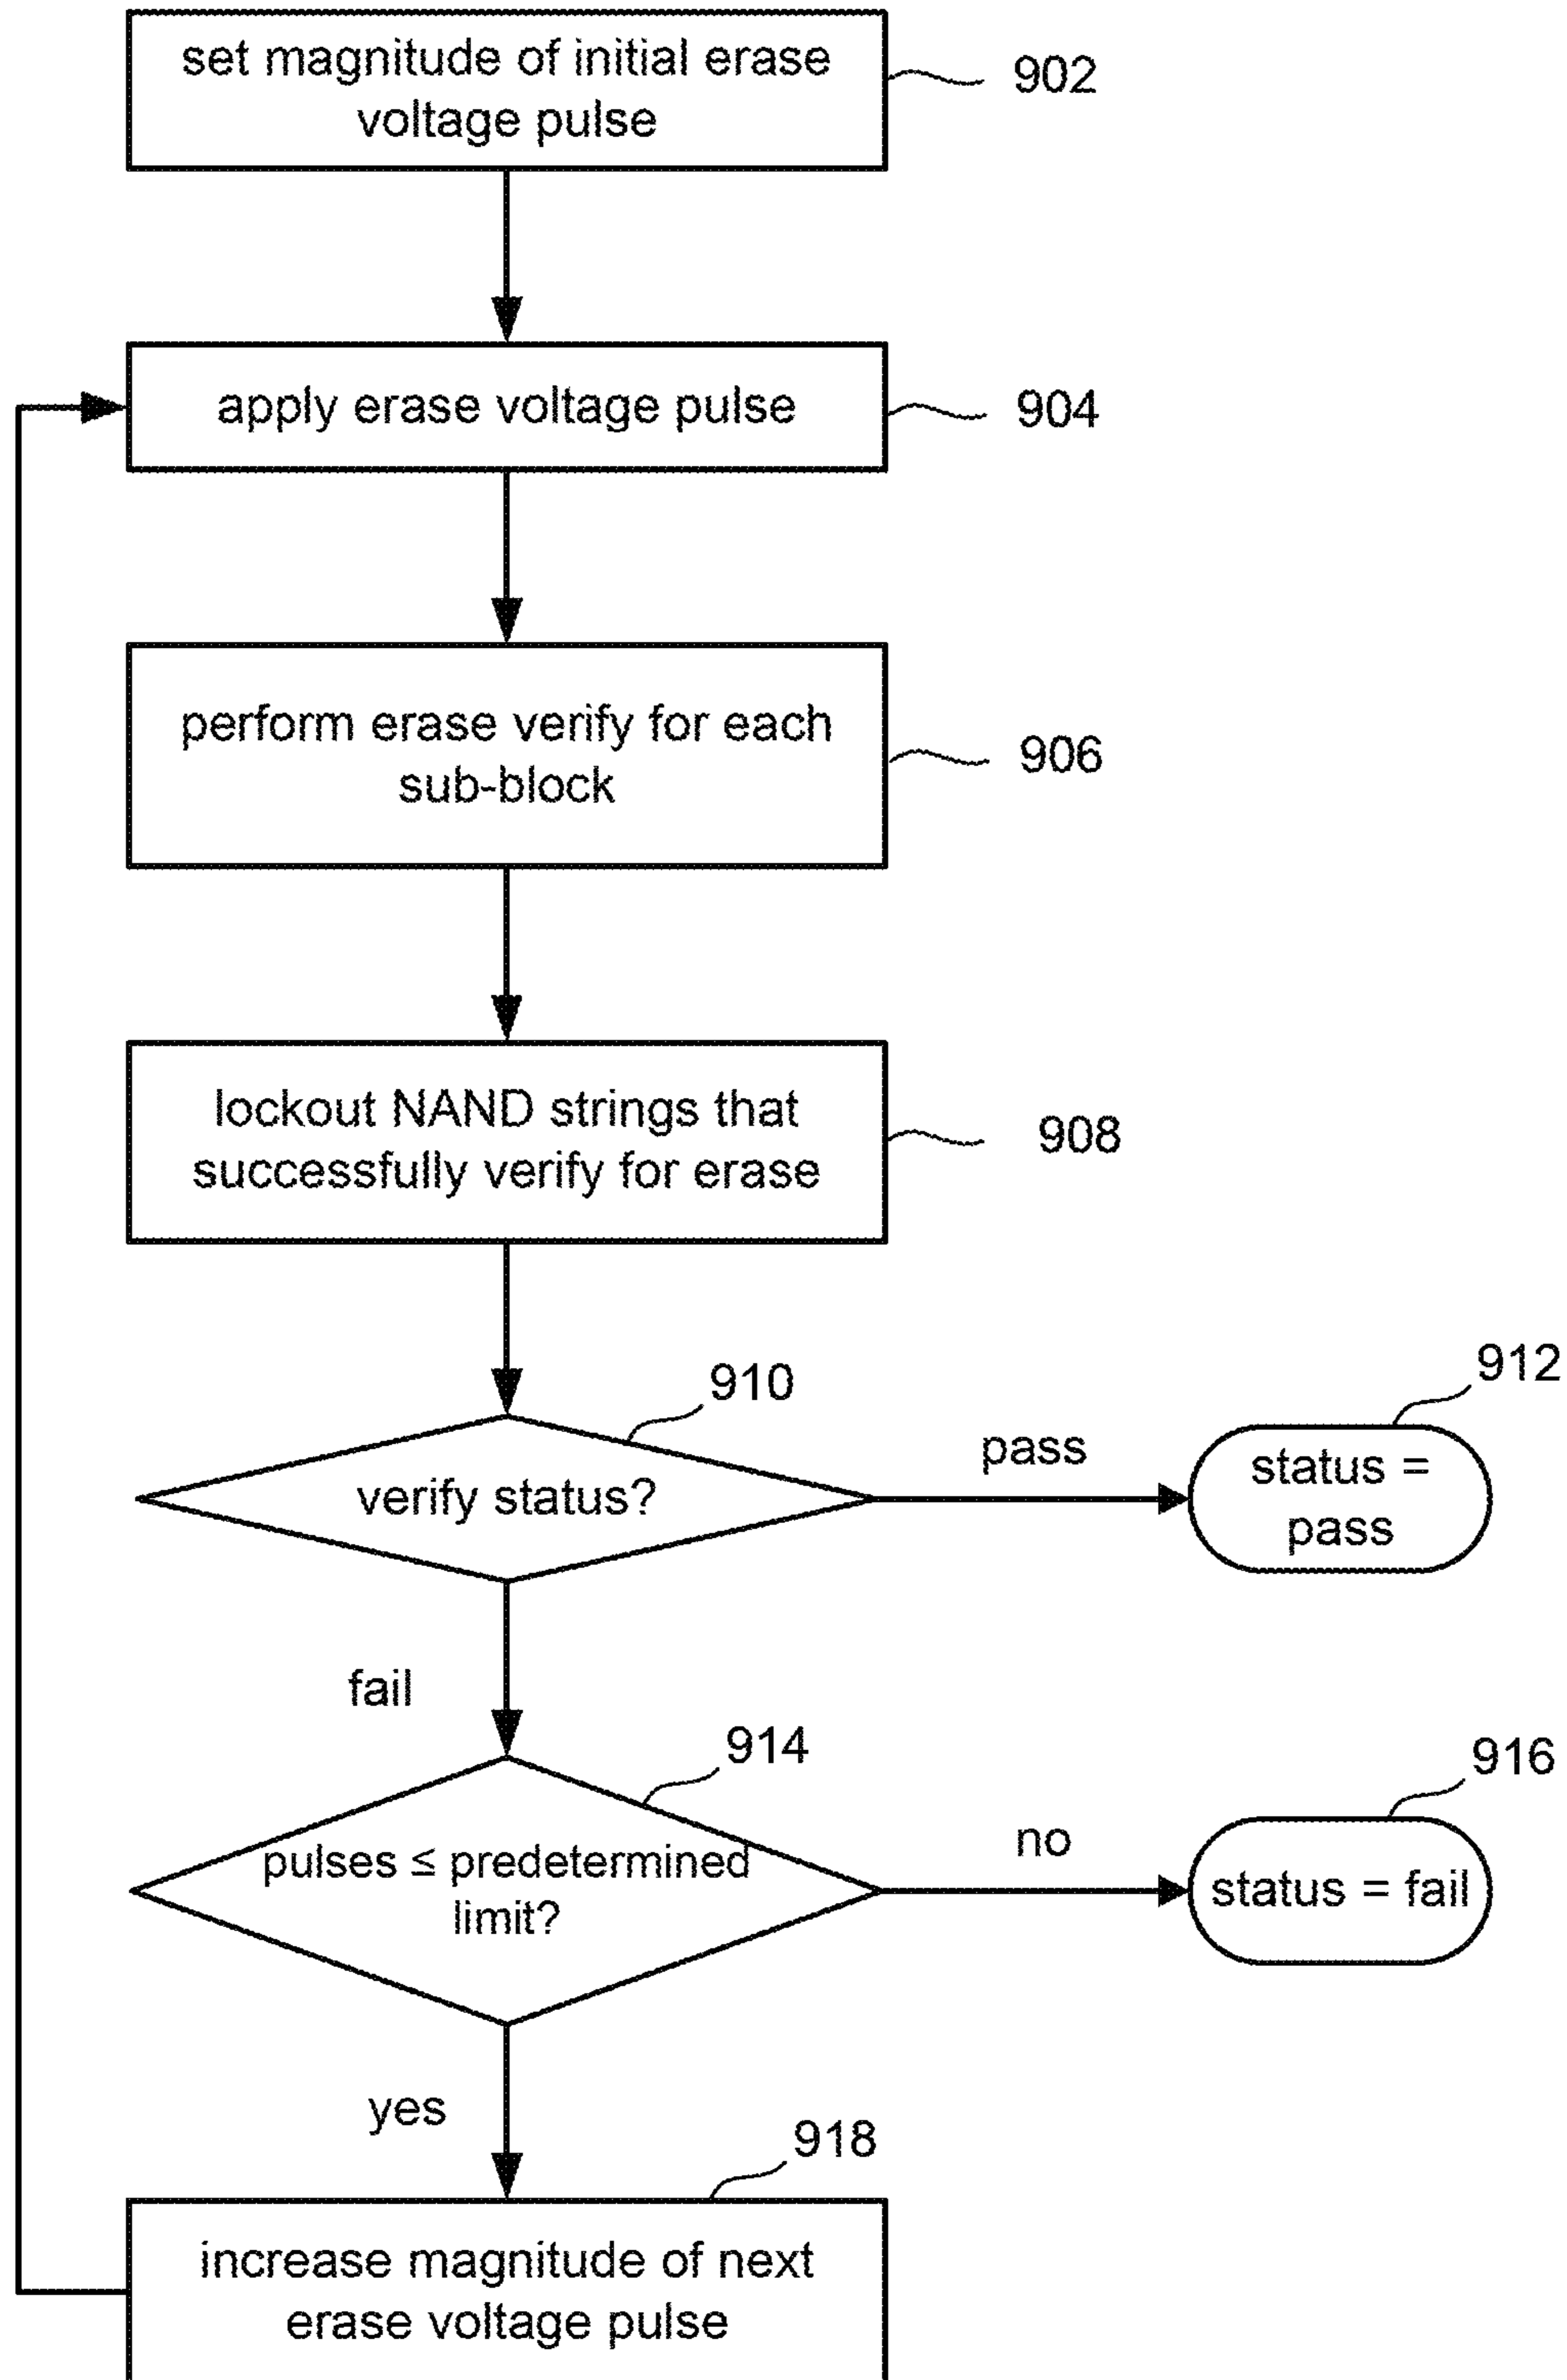 set magnitude of initial erase
voltage pulse
902
apply erase voltage pulse
904
perform erase verify for each
sub-block
906
lockout NAND strings that
successfully verify for erase
908
910
verify status?
pass
912
status =
pass
fail
914
pulses ≤ predetermined
limit?
no
916
status = fail
yes
918
increase magnitude of next
erase voltage pulse